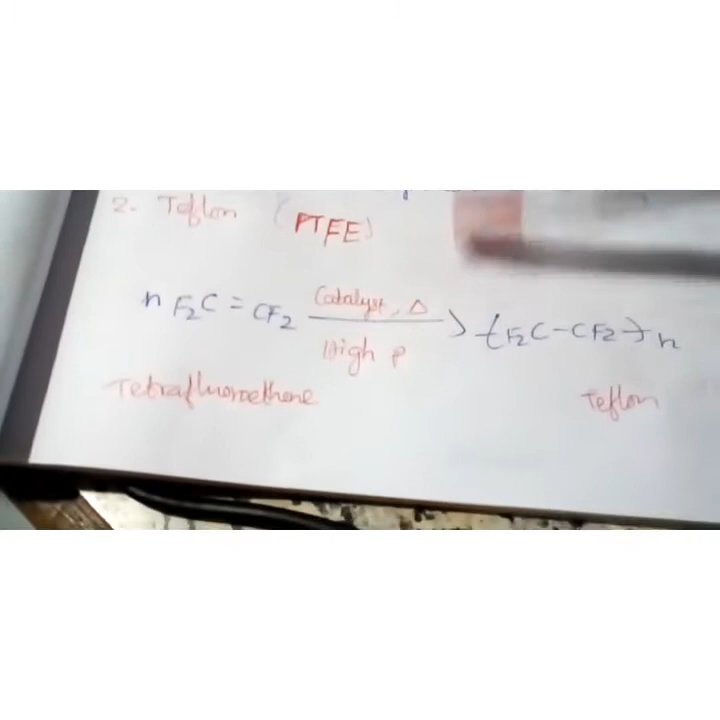 2. Teflon (PTFE)
n F₂C = CF₂ Catalyst, Δ High P → -(F₂C-CF₂-)-n
Tetrafluoroethene Teflon